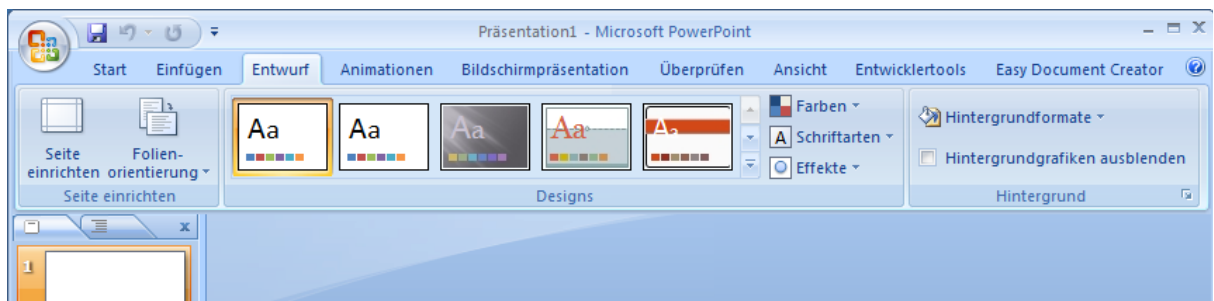 Präsentation1 - Microsoft PowerPoint
Start Einfügen Entwurf Animationen Bildschirmpräsentation Überprüfen Ansicht Entwicklertools Easy Document Creator
Seite einrichten
Folien-orientierung
Aa Aa Aa Aa Aa
Farben
Schriftarten
Effekte
Hintergrundformate
Hintergrundgrafiken ausblenden
Seite einrichten Designs Hintergrund
1